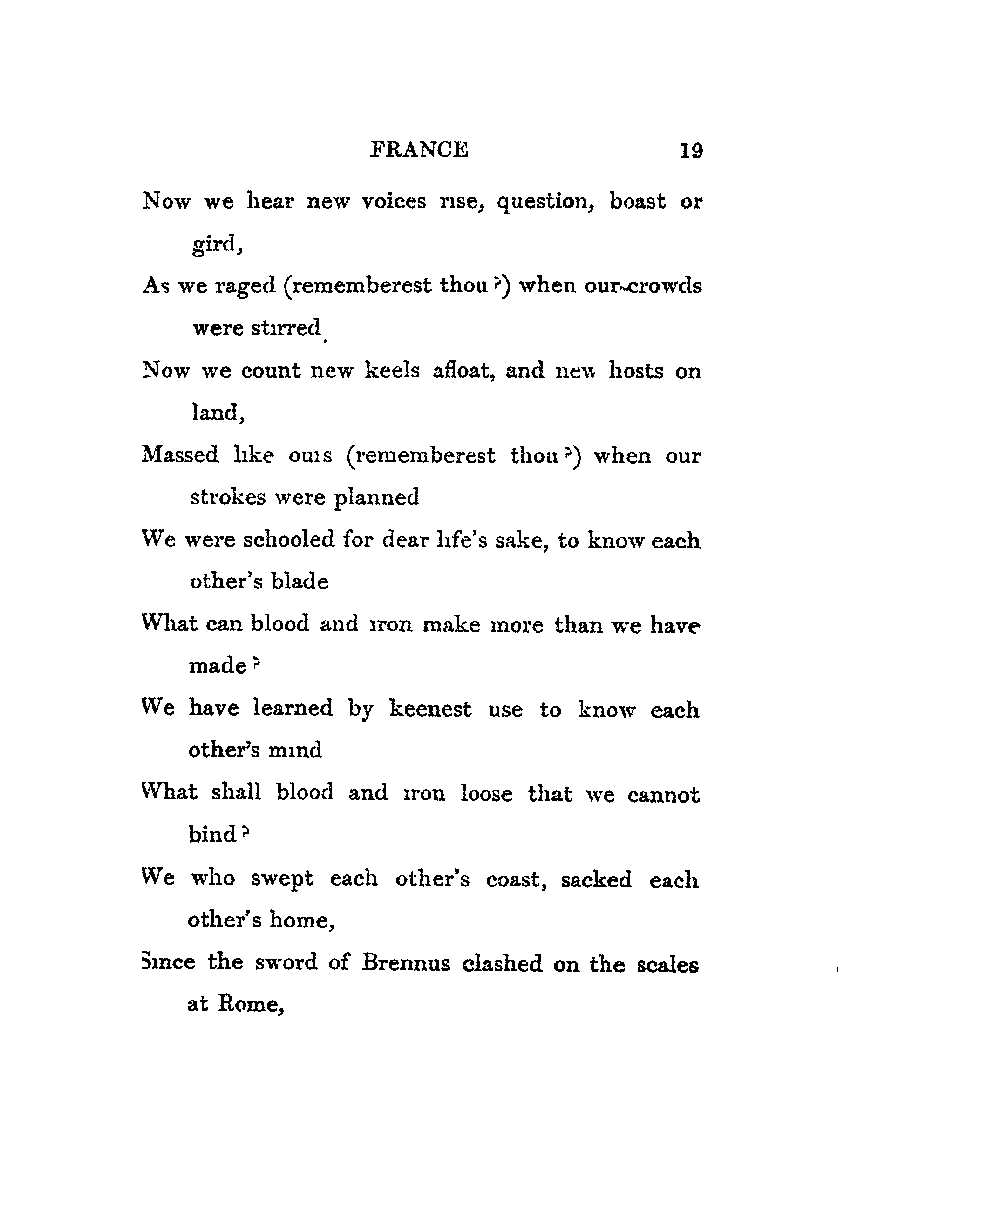 FRANCE 19
Now we hear new voices rise, question, boast or
gird,
As we raged (rememberest thou?) when our crowds
were stirred.
Now we count new keels afloat, and new hosts on
land,
Massed like ours (rememberest thou?) when our
strokes were planned
We were schooled for dear life's sake, to know each
other's blade
What can blood and iron make more than we have
made?
We have learned by keenest use to know each
other's mind
What shall blood and iron loose that we cannot
bind?
We who swept each other's coast, sacked each
other's home,
Since the sword of Brennus clashed on the scales
at Rome,